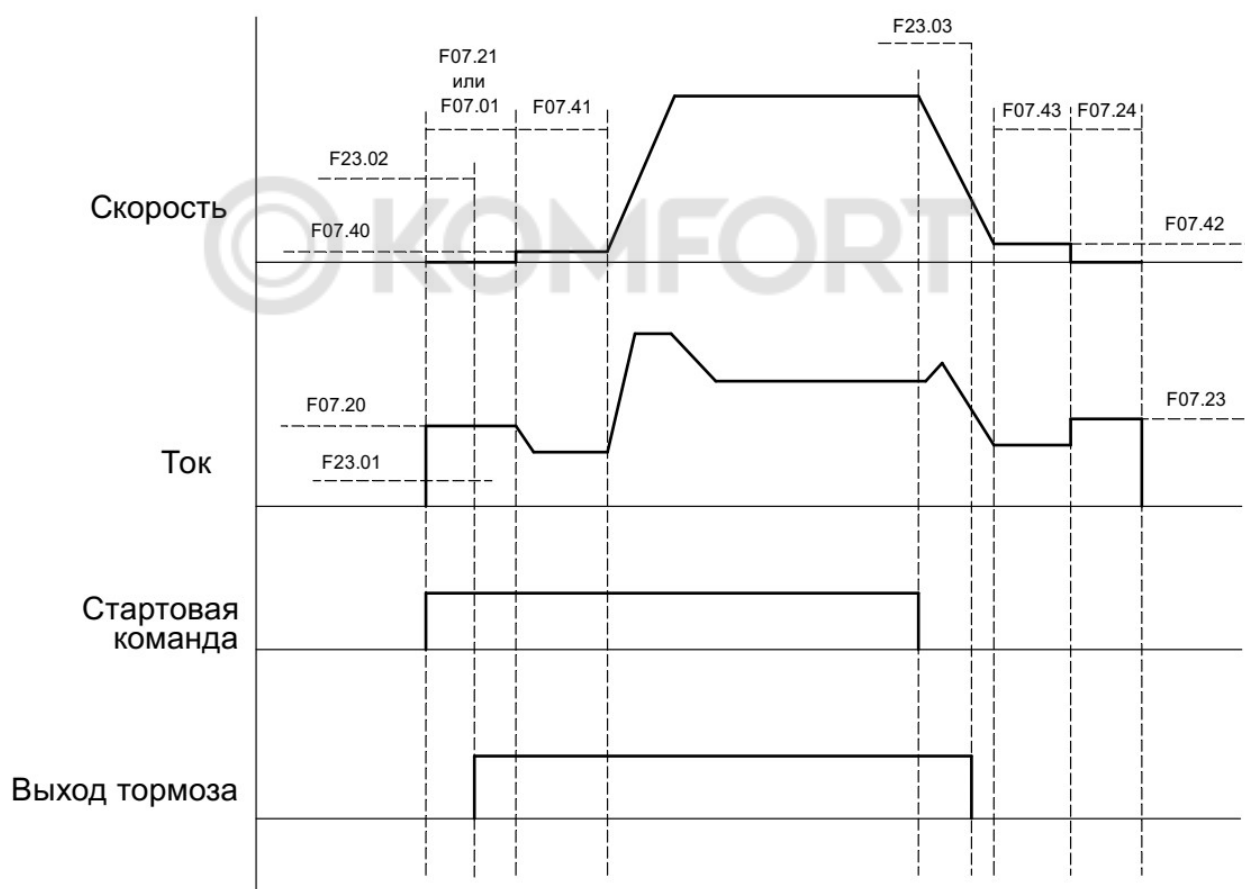 F23.03
F07.21
или
F07.01
F07.41
F07.43
F07.24
F23.02
Скорость
F07.40
F07.42
KOMFORT
F07.20
F07.23
Ток
F23.01
Стартовая
команда
Выход тормоза